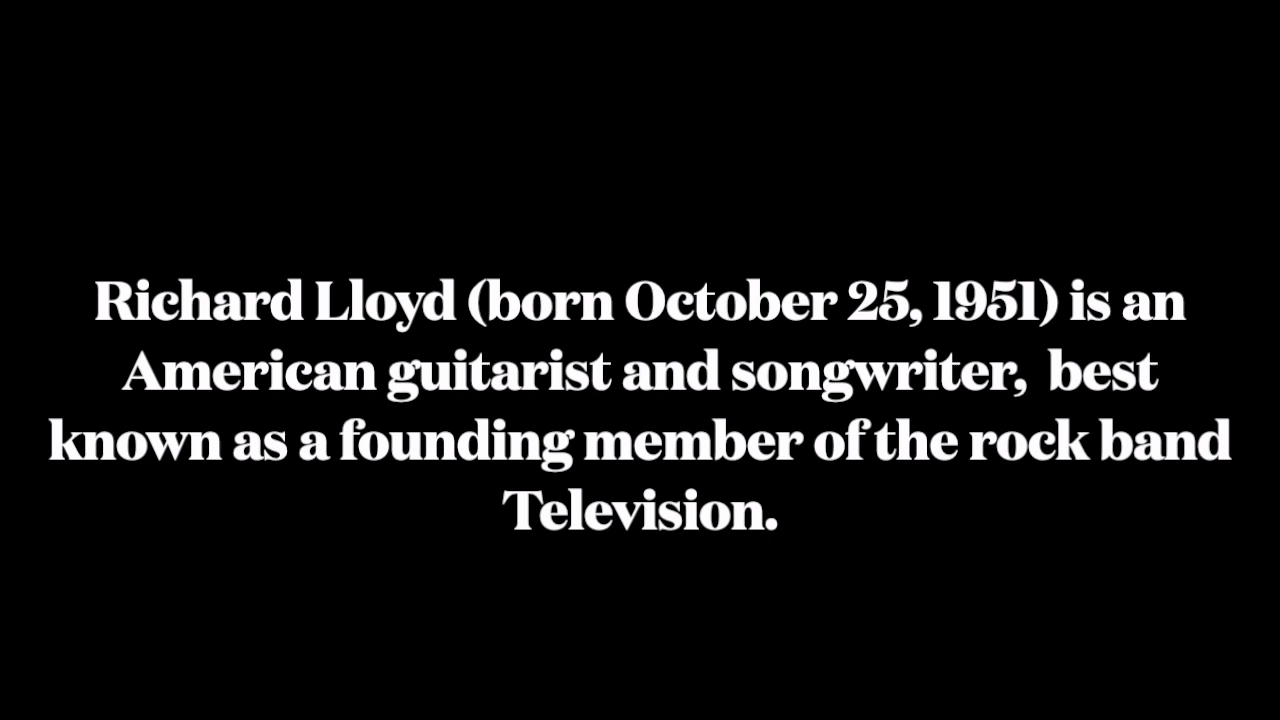 Richard Lloyd (born October 25, 1951) is an
American guitarist and songwriter,  best
known as a founding member of the rock band
Television.